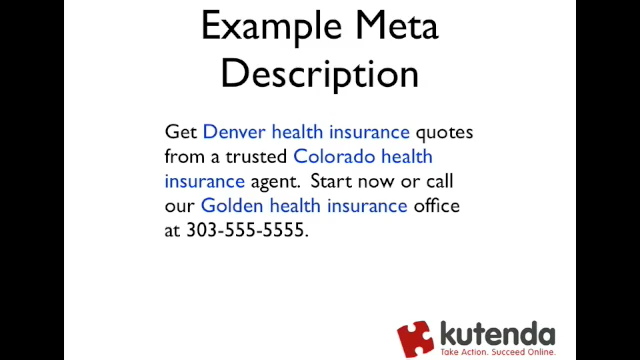 Example Meta
Description
Get Denver health insurance quotes
from a trusted Colorado health
insurance agent.  Start now or call
our Golden health insurance office
at 303-555-5555.
kutenda
Take Action. Succeed Online.